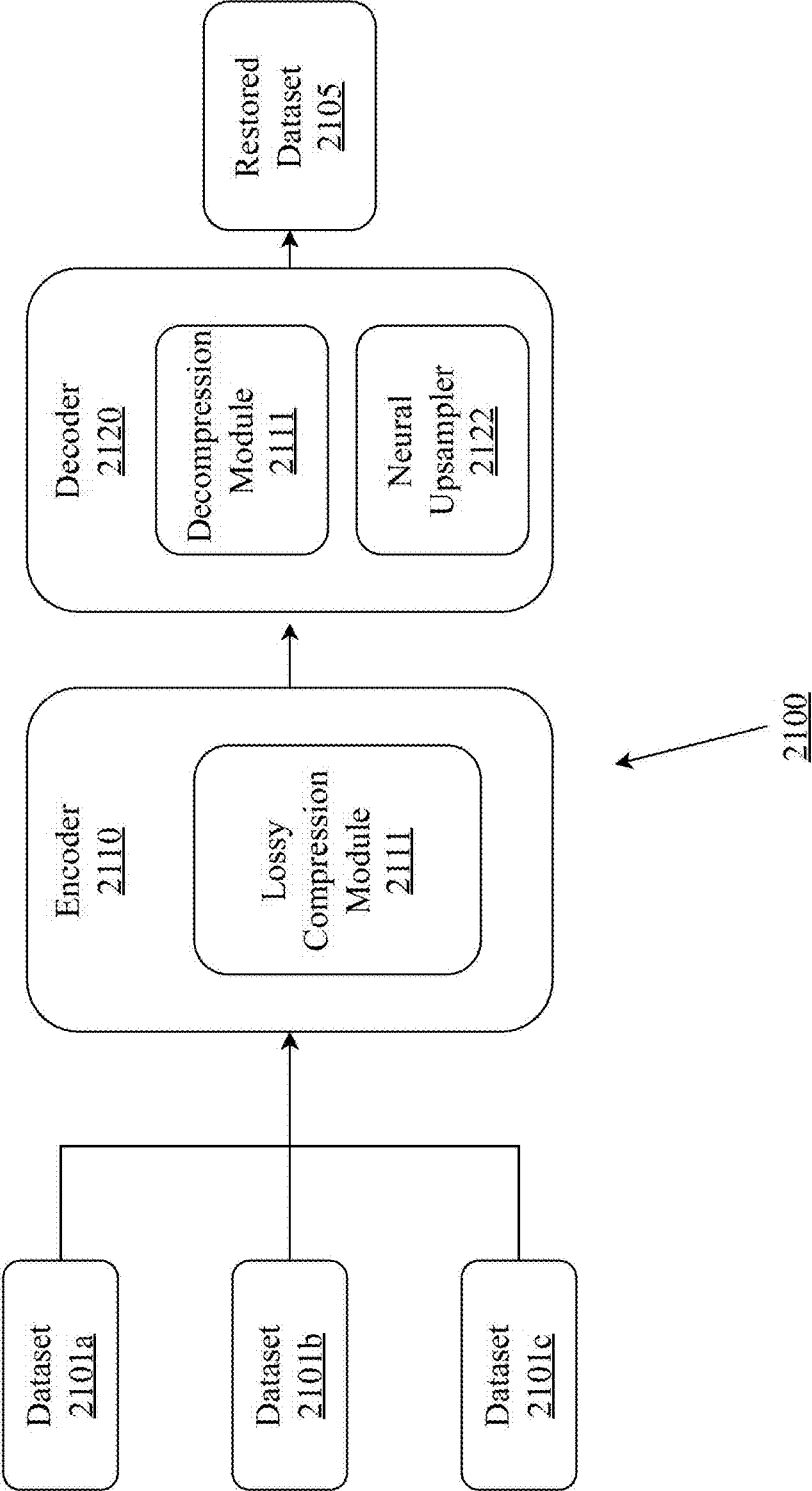 Dataset
2101a
Dataset
2101b
Dataset
2101c
Encoder
2110
Lossy
Compression
Module
2111
Decoder
2120
Decompression
Module
2111
Neural
Upsampler
2122
Restored
Dataset
2105
2100